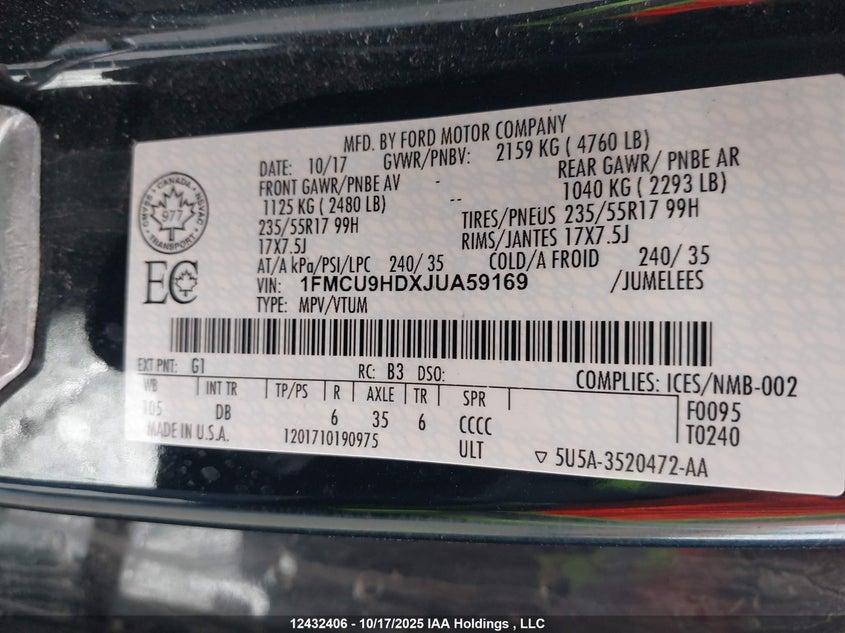 MFD. BY FORD MOTOR COMPANY
DATE: 10/17 GVWR/PNBV: 2159 KG ( 4760 LB)
FRONT GAWR/PNBE AV - REAR GAWR/ PNBE AR
1125 KG ( 2480 LB) -- 1040 KG ( 2293 LB)
235/55R17 99H TIRES/PNEUS 235/55R17 99H
17X7.5J RIMS/JANTES 17X7.5J
AT/A kPa/PSI/LPC 240/ 35 COLD/A FROID 240/ 35
VIN: 1FMCU9HDXJUA59169 /JUMELEES
TYPE: MPV/VTUM
CANADA
977
TRANSPORT
EC
EXT PNT: G1 RC: B3 DSO:
COMPLIES: ICES/NMB-002
WB INT TR TP/PS R AXLE TR SPR F0095
105 DB 6 35 6 CCCC T0240
MADE IN U.S.A. 1201710190975 ULT ▽ 5U5A-3520472-AA
12432406 - 10/17/2025 IAA Holdings , LLC